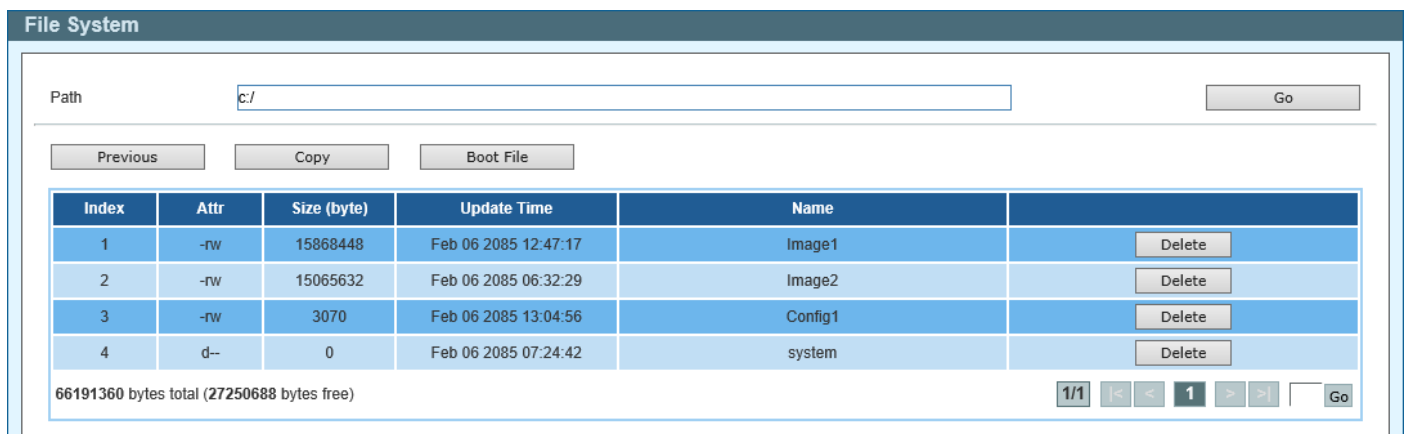 File System
Path c:/ Go
Previous Copy Boot File
Index Attr Size (byte) Update Time Name
1 -rw 15868448 Feb 06 2085 12:47:17 Image1 Delete
2 -rw 15065632 Feb 06 2085 06:32:29 Image2 Delete
3 -rw 3070 Feb 06 2085 13:04:56 Config1 Delete
4 d-- 0 Feb 06 2085 07:24:42 system Delete
66191360 bytes total (27250688 bytes free) 1/1 |< < 1 > >| Go